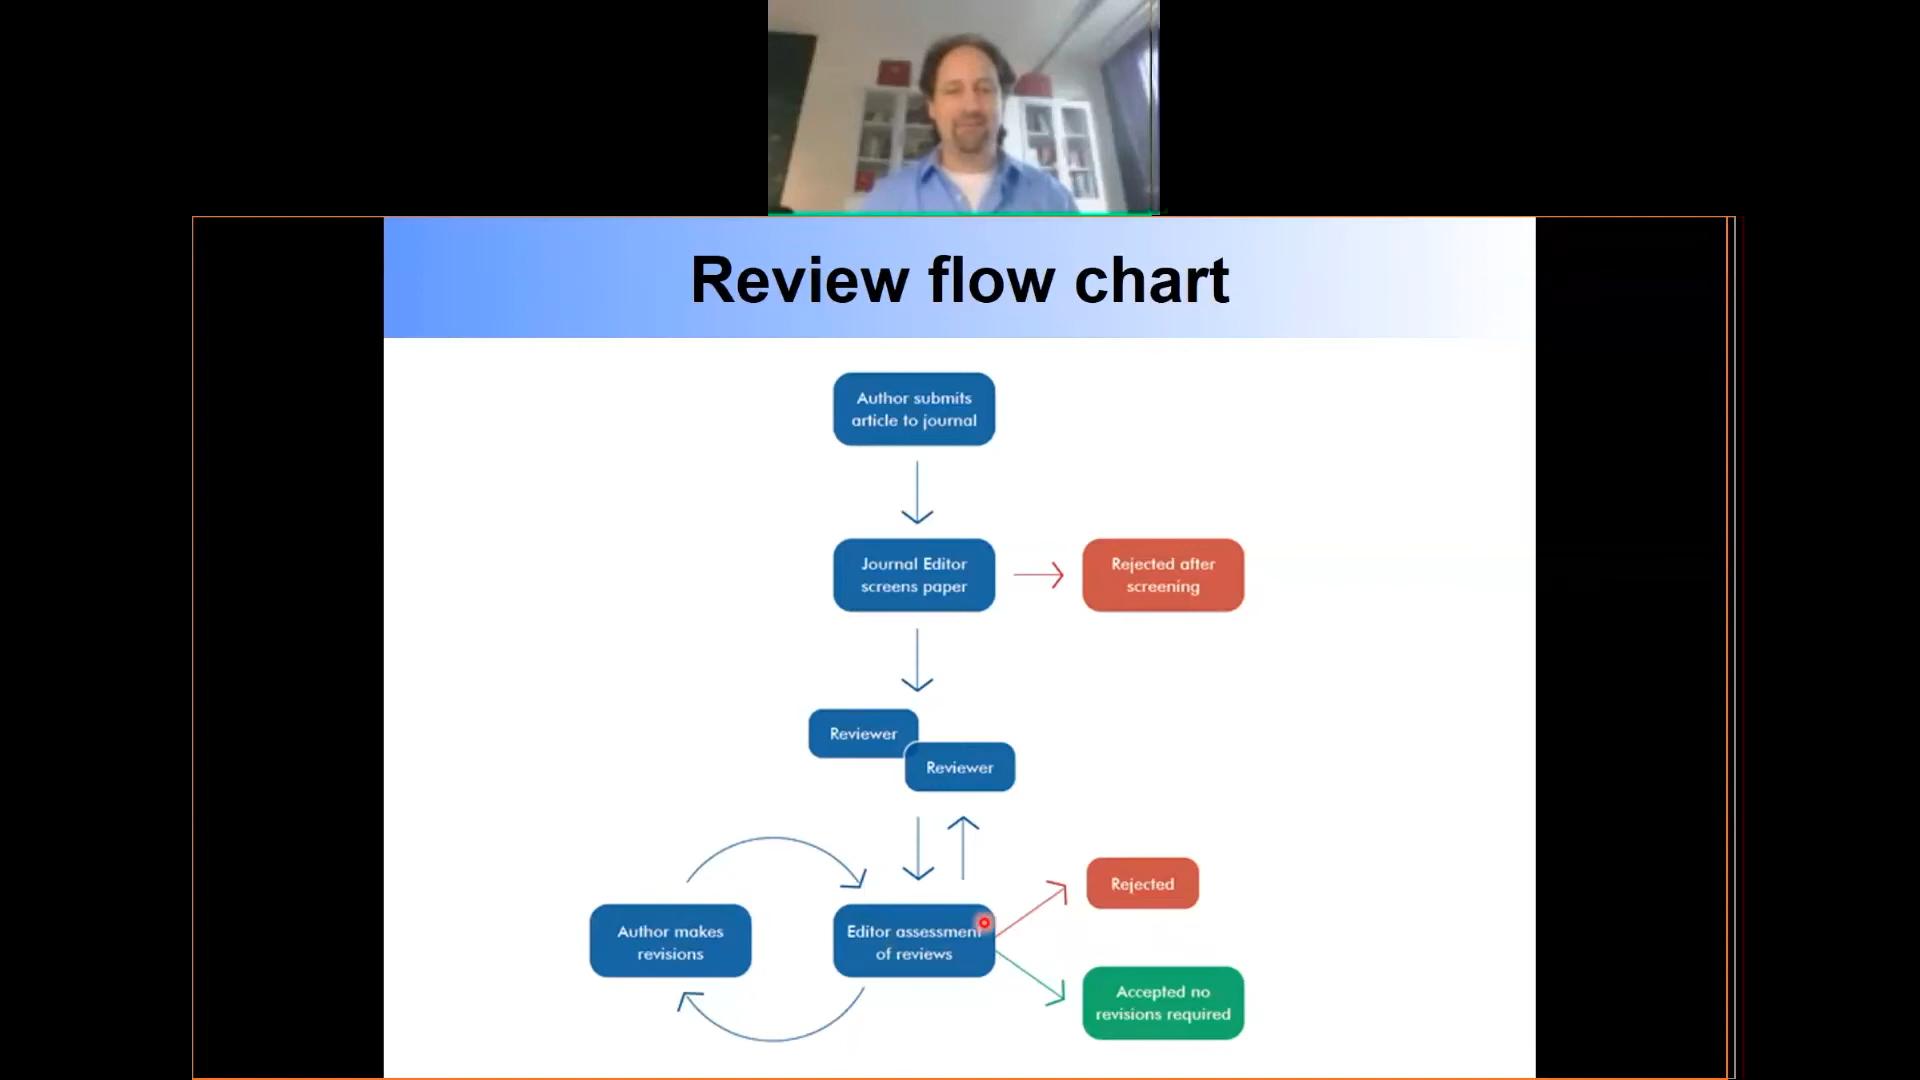 Review flow chart
Author submits
article to journal
Journal Editor
screens paper
Rejected after
screening
Reviewer
Reviewer
Rejected
Author makes
revisions
Editor assessment
of reviews
Accepted no
revisions required